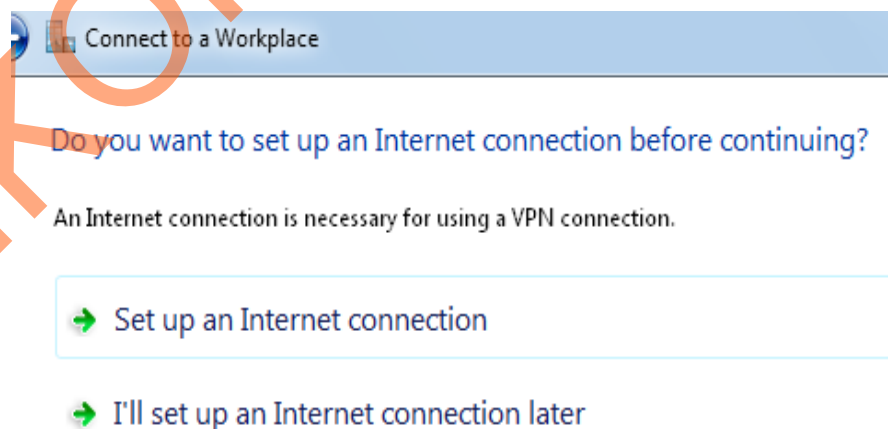 Connect to a Workplace
Do you want to set up an Internet connection before continuing?
An Internet connection is necessary for using a VPN connection.
Set up an Internet connection
I'll set up an Internet connection later